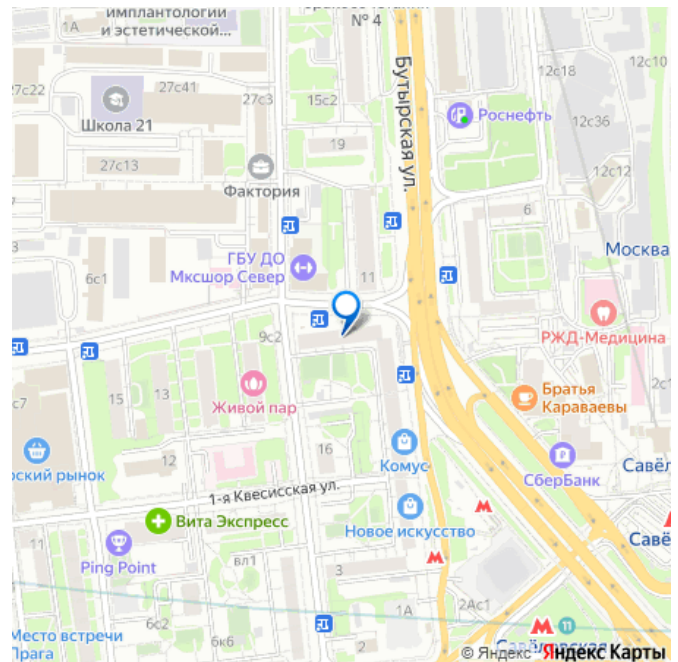 имплантологии
и эстетической...
1А
№ 4
27с22
27с41
27с3
15с2
Школа 21
Бутырская ул.
Роснефть
12с18
12с10
12с36
19
27с13
Фактория
12с12
6
3
6с1
ГБУ ДО
Мксшор Север
11
Москва
РЖД-Медицина
9с2
с7
15
13
Живой пар
Братья
Караваевы
2с1
рский рынок
12
16
Комус
СберБанк
Савёл
1-я Квесисская ул.
Вита Экспресс
Новое искусство
Савё
11
Ping Point
вл1
3
6с2
6к6
1А
2Ас1
11
Место встречи
Прага
Савёловская
© Яндекс Яндекс Карты